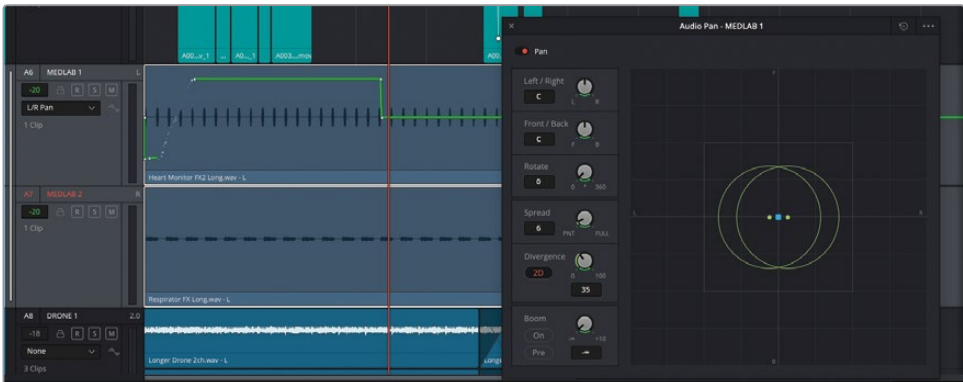 A00...v_1 ... A0..._1 A003...mov
A00
× Audio Pan - MEDLAB 1 •••
Pan
A6 MEDLAB 1 L
-20 R S M
L/R Pan
1 Clip
Heart Monitor FX2 Long.wav - L
A7 MEDLAB 2 R
-20 R S M
1 Clip
Respirator FX Long.wav - L
A8 DRONE 1 2.0
-18 R S M
None
3 Clips
Longer Drone 2ch.wav - L
Longe
Left / Right
C L R
Front / Back
C F B
Rotate
0 0 * 360
Spread
6 PNT FULL
Divergence
2D 0 100
35
Boom
On -∞ +10
Pre -∞
F
L R
B